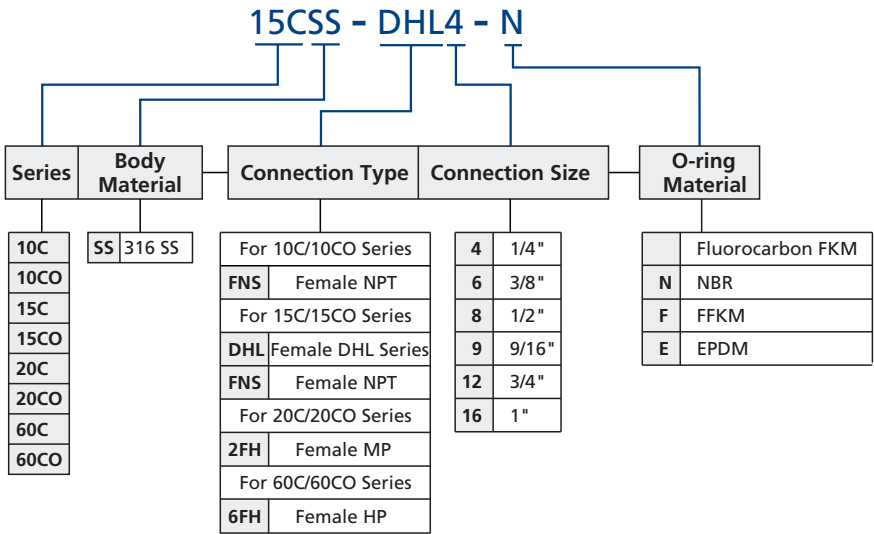 15CSS - DHL4 - N
Series
Body
Material
Connection Type
Connection Size
O-ring
Material
10C
10CO
15C
15CO
20C
20CO
60C
60CO
SS 316 SS
For 10C/10CO Series
FNS Female NPT
For 15C/15CO Series
DHL Female DHL Series
FNS Female NPT
For 20C/20CO Series
2FH Female MP
For 60C/60CO Series
6FH Female HP
4 1/4"
6 3/8"
8 1/2"
9 9/16"
12 3/4"
16 1"
Fluorocarbon FKM
N NBR
F FFKM
E EPDM